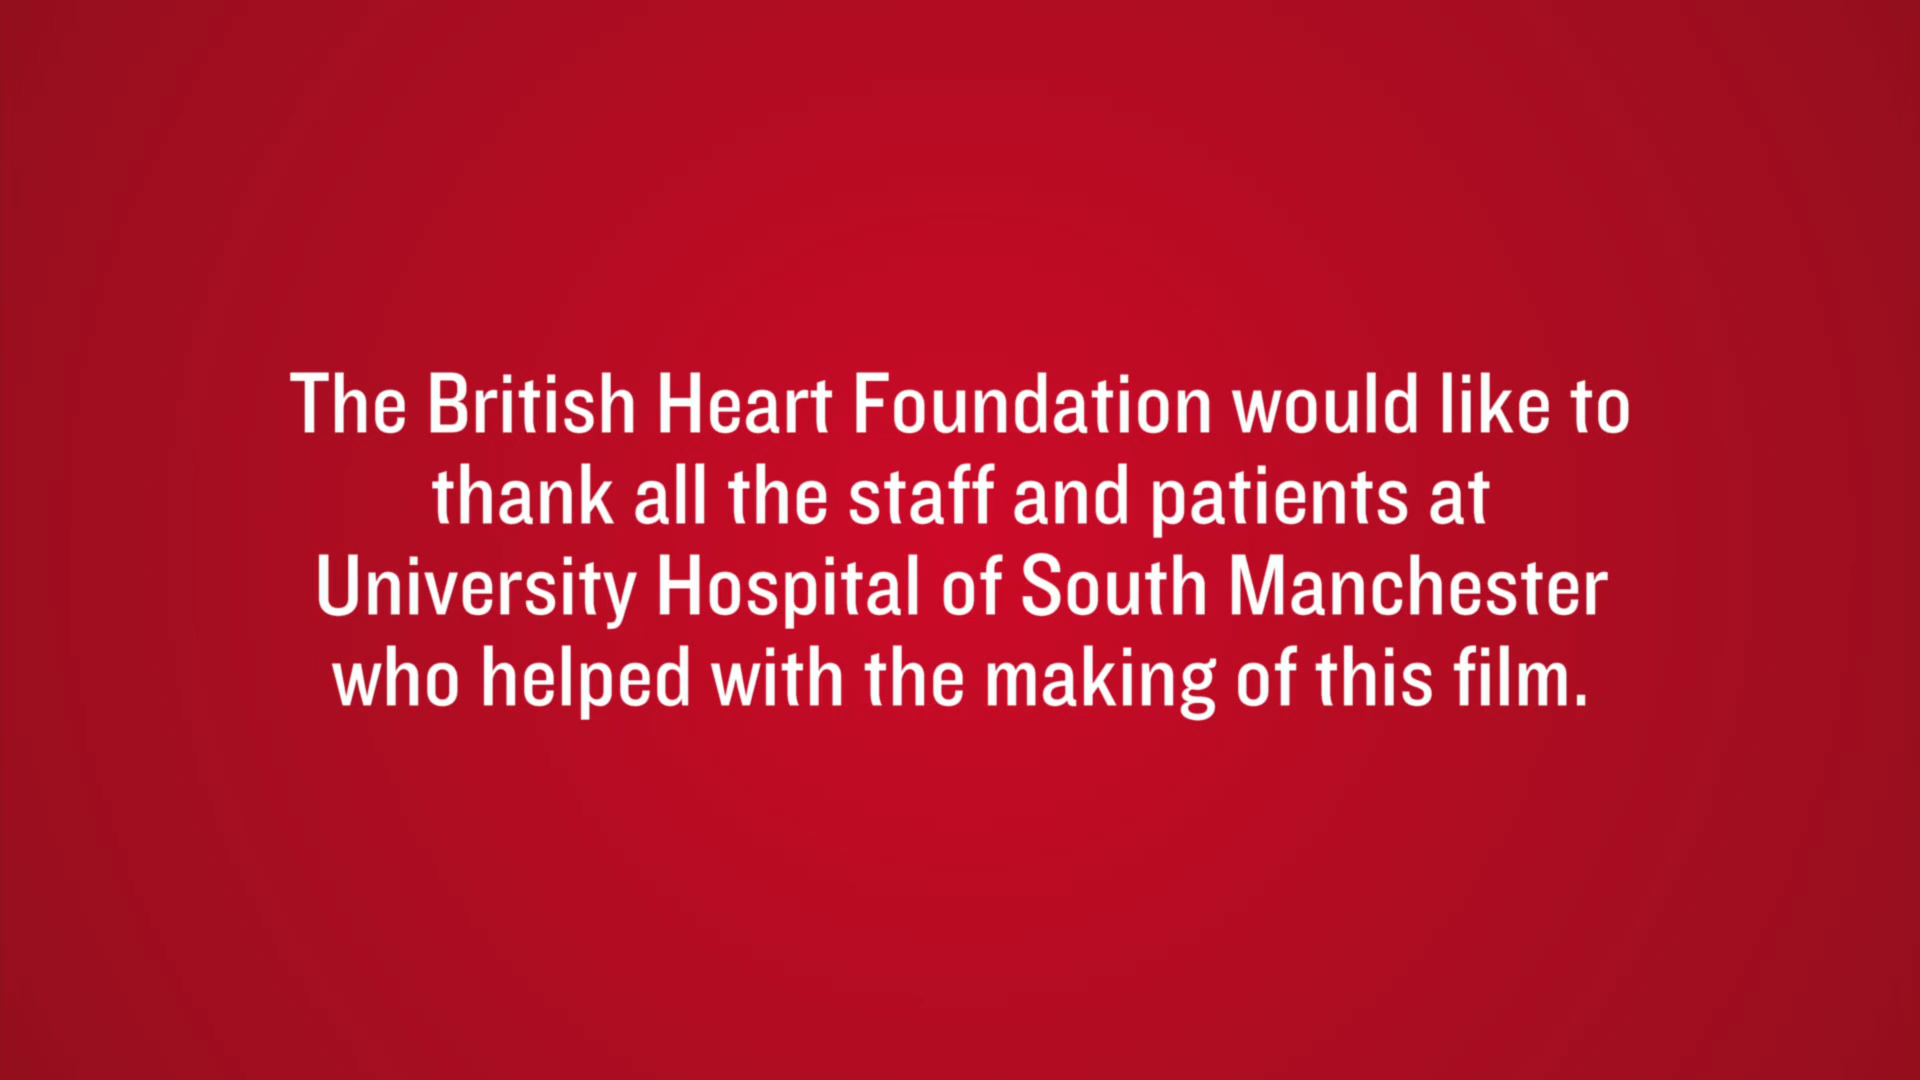 The British Heart Foundation would like to
thank all the staff and patients at
University Hospital of South Manchester
who helped with the making of this film.